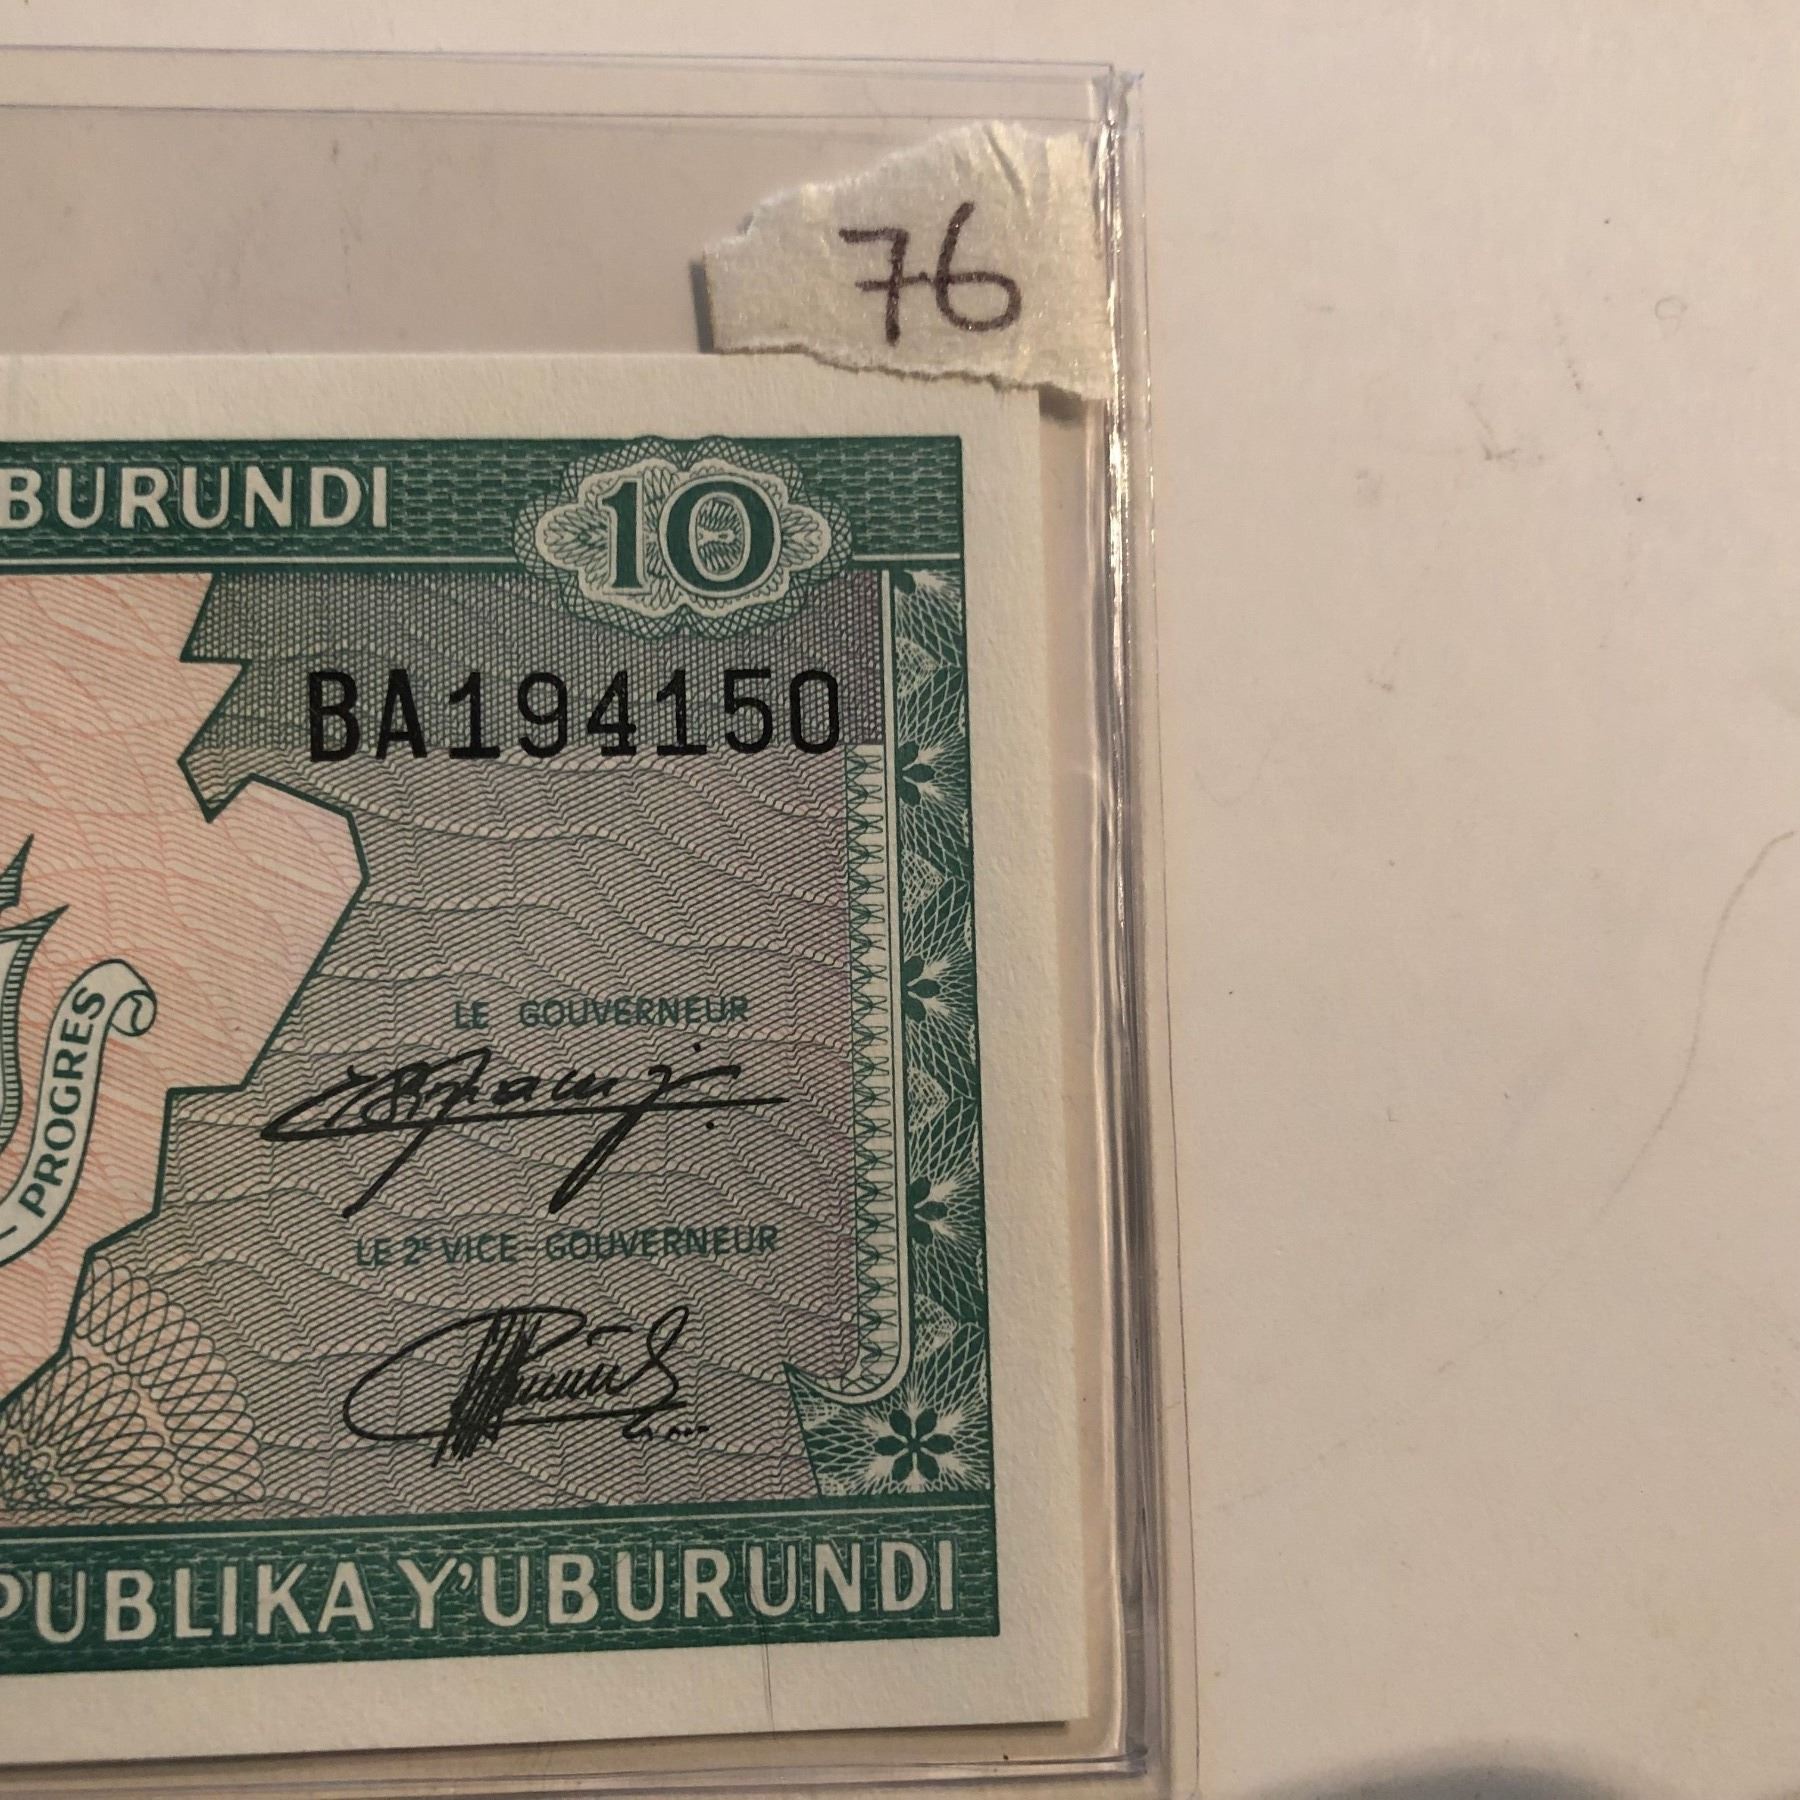 76
BURUNDI
10
BA194150
PROGRES
LE GOUVERNEUR
LE 2e VICE-GOUVERNEUR
PUBLIKA Y'UBURUNDI